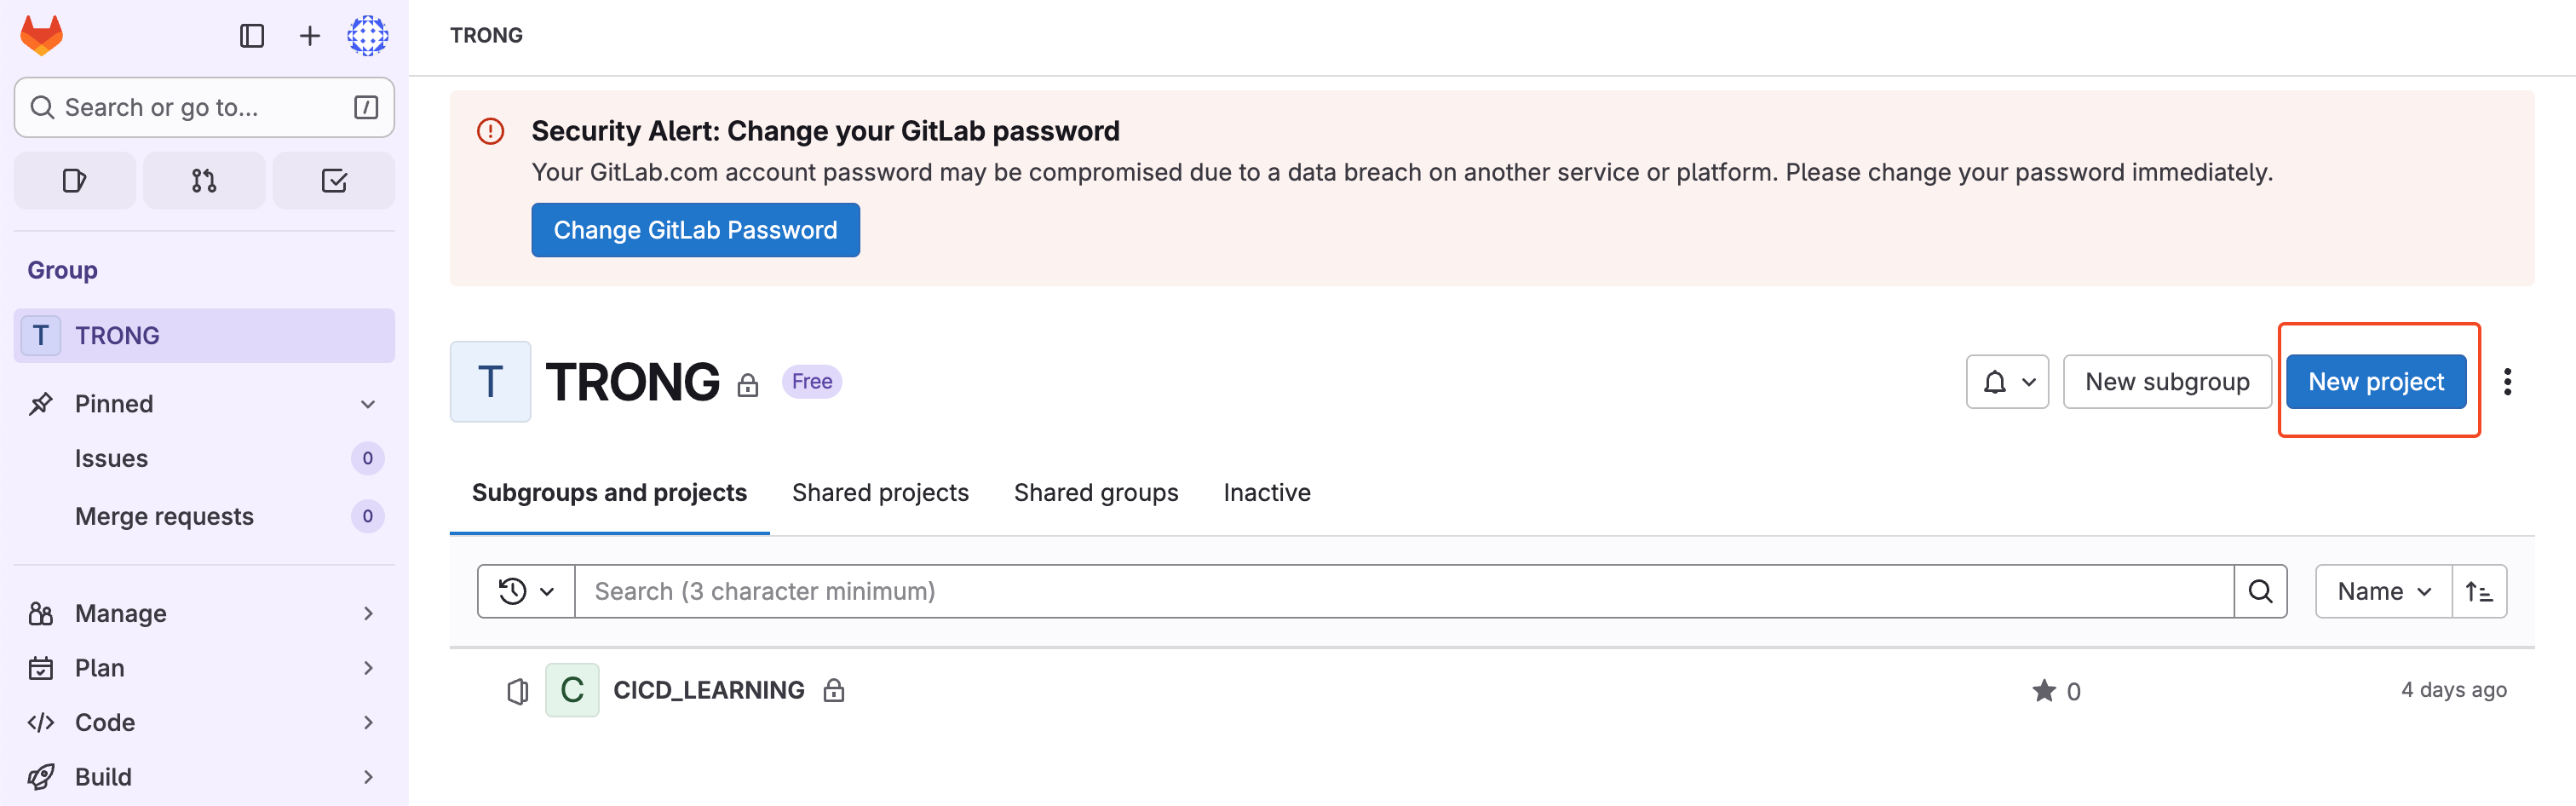 TRONG
Search or go to...
/
Security Alert: Change your GitLab password
Your GitLab.com account password may be compromised due to a data breach on another service or platform. Please change your password immediately.
Change GitLab Password
Group
T TRONG
Pinned
Issues 0
Merge requests 0
Manage
Plan
Code
Build
T TRONG Free
New subgroup
New project
Subgroups and projects Shared projects Shared groups Inactive
Search (3 character minimum)
Name
C CICD_LEARNING 0 4 days ago